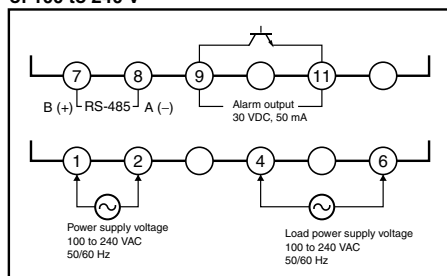 of 100 to 240 V
7
8
9
11
B (+)
RS-485
A (–)
Alarm output
30 VDC, 50 mA
1
2
4
6
Power supply voltage
100 to 240 VAC
50/60 Hz
Load power supply voltage
100 to 240 VAC
50/60 Hz